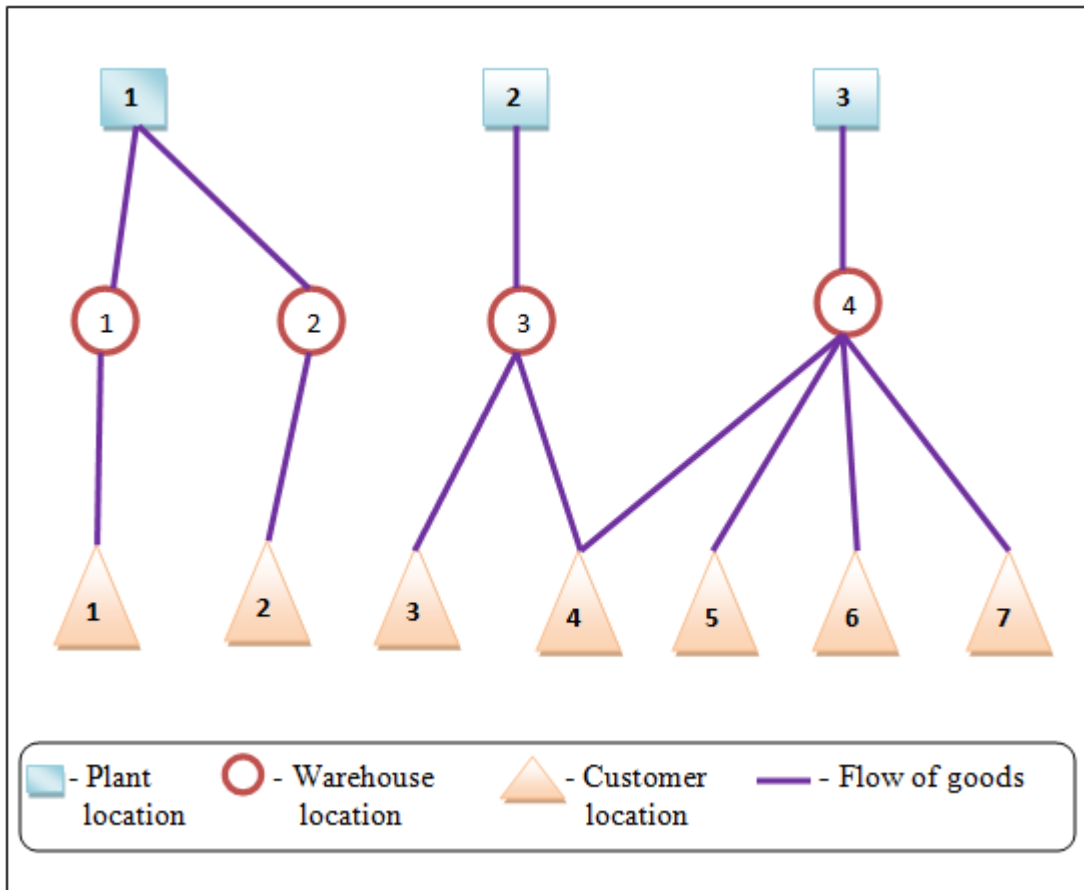 1 2 3
1 2 3 4
1 2 3 4 5 6 7
- Plant location
- Warehouse location
- Customer location
- Flow of goods